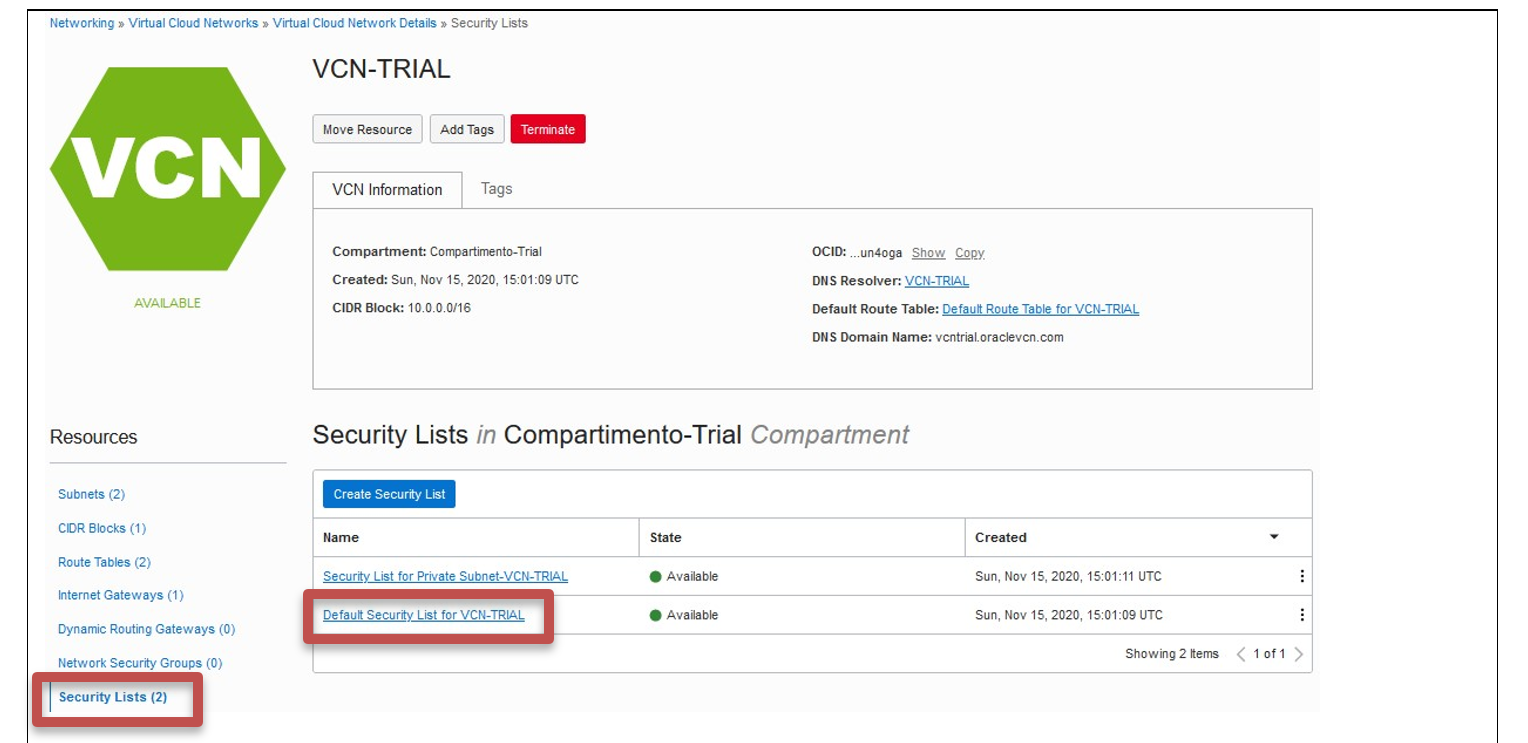 Networking » Virtual Cloud Networks » Virtual Cloud Network Details » Security Lists
VCN
AVAILABLE
VCN-TRIAL
Move Resource Add Tags Terminate
VCN Information Tags
Compartment: Compartimento-Trial
Created: Sun, Nov 15, 2020, 15:01:09 UTC
CIDR Block: 10.0.0.0/16
OCID: ...un4oga Show Copy
DNS Resolver: VCN-TRIAL
Default Route Table: Default Route Table for VCN-TRIAL
DNS Domain Name: vcntrial.oraclevcn.com
Resources
Subnets (2)
CIDR Blocks (1)
Route Tables (2)
Internet Gateways (1)
Dynamic Routing Gateways (0)
Network Security Groups (0)
Security Lists (2)
Security Lists in Compartimento-Trial Compartment
Create Security List
Name State Created
Security List for Private Subnet-VCN-TRIAL Available Sun, Nov 15, 2020, 15:01:11 UTC
Default Security List for VCN-TRIAL Available Sun, Nov 15, 2020, 15:01:09 UTC
Showing 2 Items 1 of 1